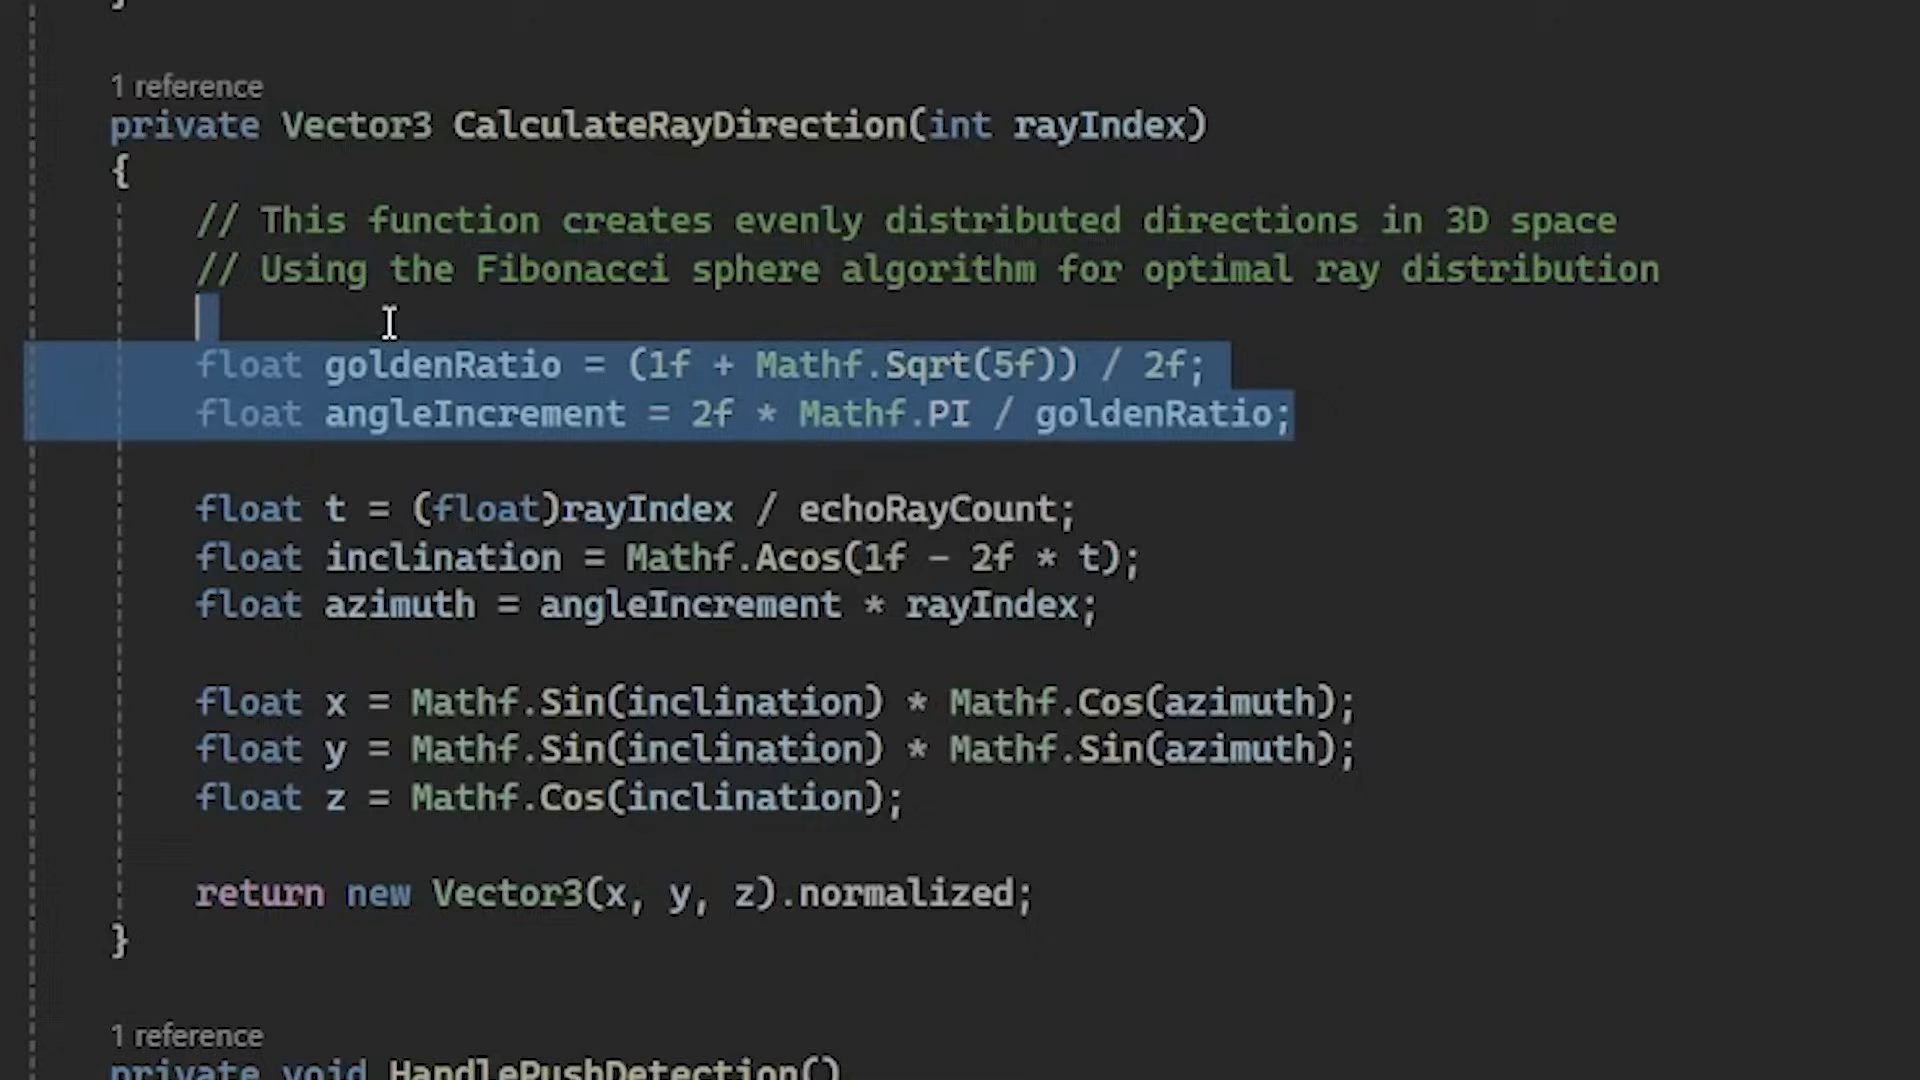 }
1 reference
private Vector3 CalculateRayDirection(int rayIndex)
{
// This function creates evenly distributed directions in 3D space
// Using the Fibonacci sphere algorithm for optimal ray distribution
float goldenRatio = (1f + Mathf.Sqrt(5f)) / 2f;
float angleIncrement = 2f * Mathf.PI / goldenRatio;
float t = (float)rayIndex / echoRayCount;
float inclination = Mathf.Acos(1f - 2f * t);
float azimuth = angleIncrement * rayIndex;
float x = Mathf.Sin(inclination) * Mathf.Cos(azimuth);
float y = Mathf.Sin(inclination) * Mathf.Sin(azimuth);
float z = Mathf.Cos(inclination);
return new Vector3(x, y, z).normalized;
}
1 reference
private void HandlePushDetection()